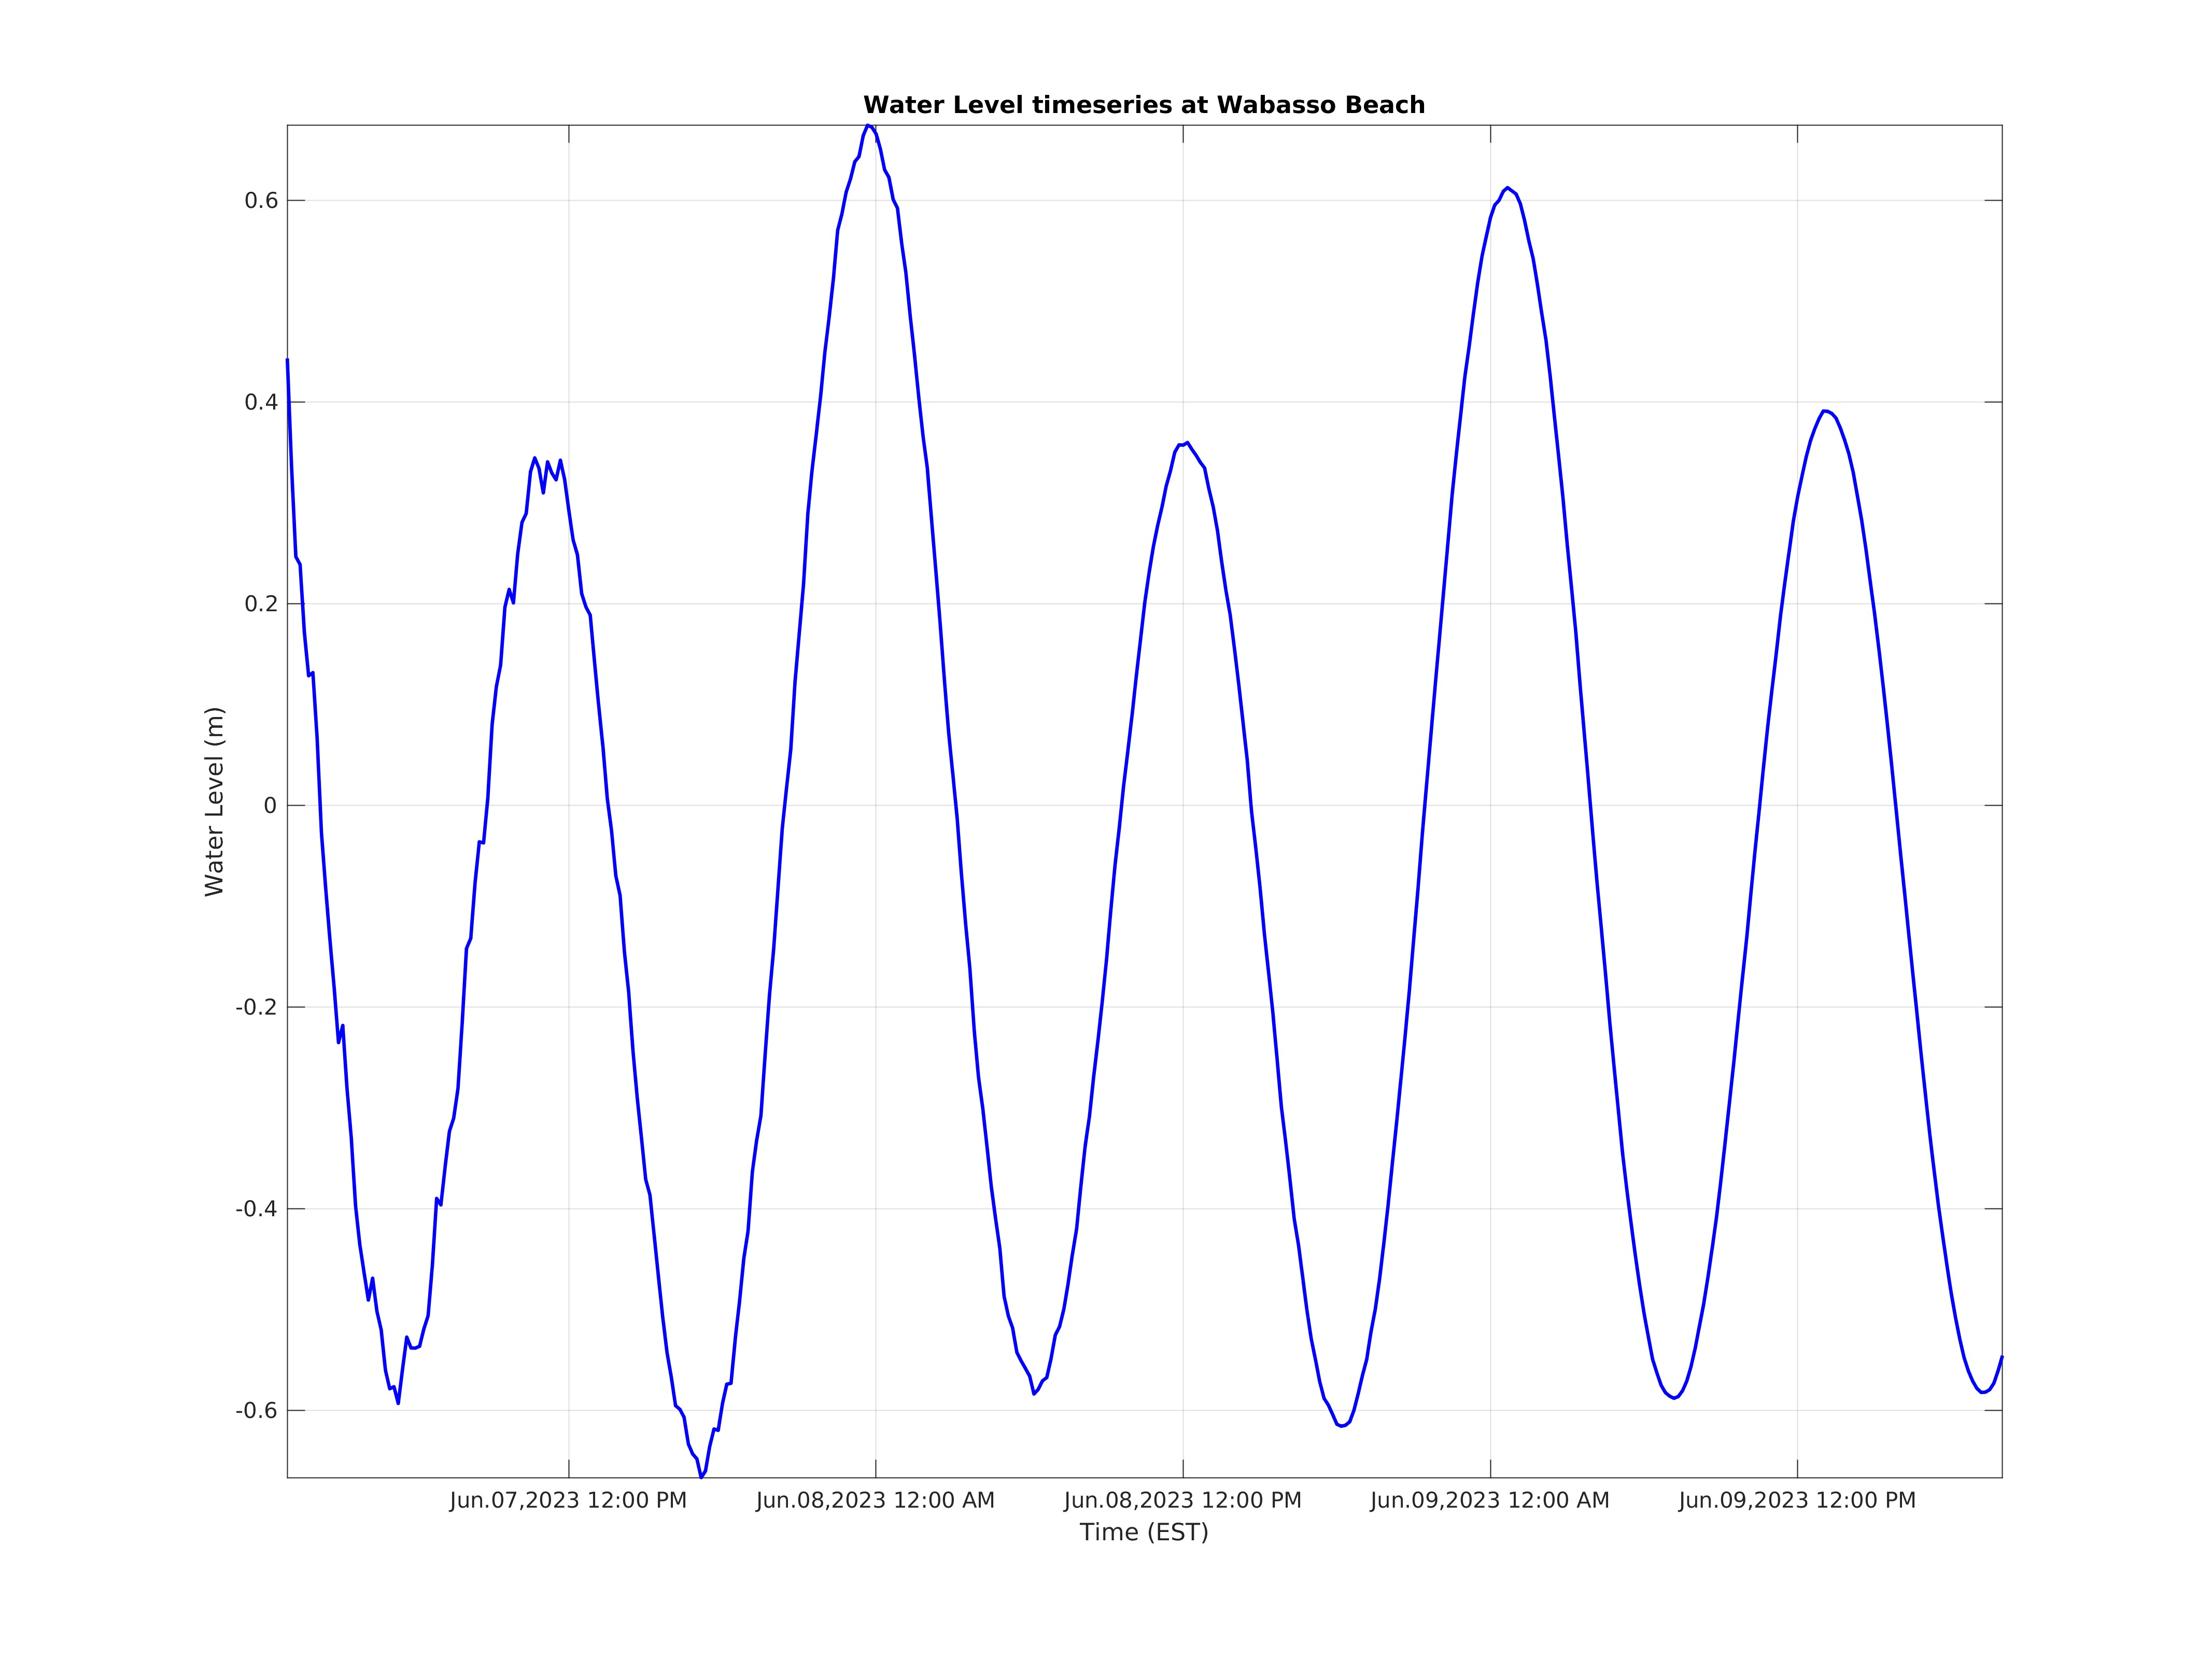 Water Level timeseries at Wabasso Beach
0.6
0.4
0.2
0
-0.2
-0.4
-0.6
Water Level (m)
Jun.07,2023 12:00 PM
Jun.08,2023 12:00 AM
Jun.08,2023 12:00 PM
Jun.09,2023 12:00 AM
Jun.09,2023 12:00 PM
Time (EST)